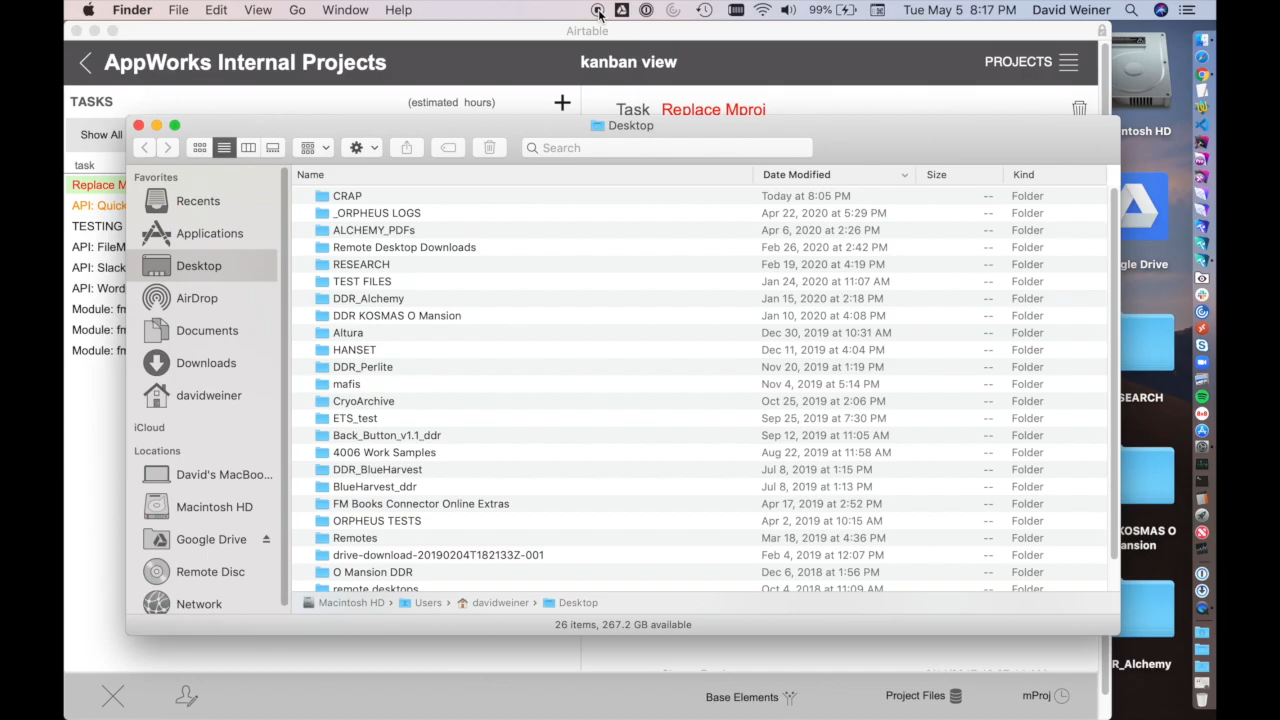 Finder File Edit View Go Window Help 99% Tue May 5 8:17 PM David Weiner
Airtable
AppWorks Internal Projects kanban view PROJECTS
TASKS (estimated hours) + Task Replace Mproj
Show All
task
Replace M
API: Quick
TESTING
API: FileM
API: Slack
API: Word
Module: fm
Module: fm
Module: fm
Desktop
Search
Favorites
Recents
Applications
Desktop
AirDrop
Documents
Downloads
davidweiner
iCloud
Locations
David's MacBoo...
Macintosh HD
Google Drive
Remote Disc
Network
Name Date Modified Size Kind
CRAP Today at 8:05 PM -- Folder
_ORPHEUS LOGS Apr 22, 2020 at 5:29 PM -- Folder
ALCHEMY_PDFs Apr 6, 2020 at 2:26 PM -- Folder
Remote Desktop Downloads Feb 26, 2020 at 2:42 PM -- Folder
RESEARCH Feb 19, 2020 at 4:19 PM -- Folder
TEST FILES Jan 24, 2020 at 11:07 AM -- Folder
DDR_Alchemy Jan 15, 2020 at 2:18 PM -- Folder
DDR KOSMAS O Mansion Jan 10, 2020 at 4:08 PM -- Folder
Altura Dec 30, 2019 at 10:31 AM -- Folder
HANSET Dec 11, 2019 at 4:04 PM -- Folder
DDR_Perlite Nov 20, 2019 at 1:19 PM -- Folder
mafis Nov 4, 2019 at 5:14 PM -- Folder
CryoArchive Oct 25, 2019 at 2:06 PM -- Folder
ETS_test Sep 25, 2019 at 7:30 PM -- Folder
Back_Button_v1.1_ddr Sep 12, 2019 at 11:05 AM -- Folder
4006 Work Samples Aug 22, 2019 at 11:58 AM -- Folder
DDR_BlueHarvest Jul 8, 2019 at 1:15 PM -- Folder
BlueHarvest_ddr Jul 8, 2019 at 1:13 PM -- Folder
FM Books Connector Online Extras Apr 17, 2019 at 2:52 PM -- Folder
ORPHEUS TESTS Apr 2, 2019 at 10:15 AM -- Folder
Remotes Mar 18, 2019 at 4:36 PM -- Folder
drive-download-20190204T182133Z-001 Feb 4, 2019 at 12:07 PM -- Folder
O Mansion DDR Dec 6, 2018 at 1:56 PM -- Folder
remote desktops Oct 4, 2018 at 11:09 AM -- Folder
Macintosh HD › Users › davidweiner › Desktop
26 items, 267.2 GB available
ntosh HD
gle Drive
SEARCH
KOSMAS O
ansion
R_Alchemy
Base Elements Project Files mProj